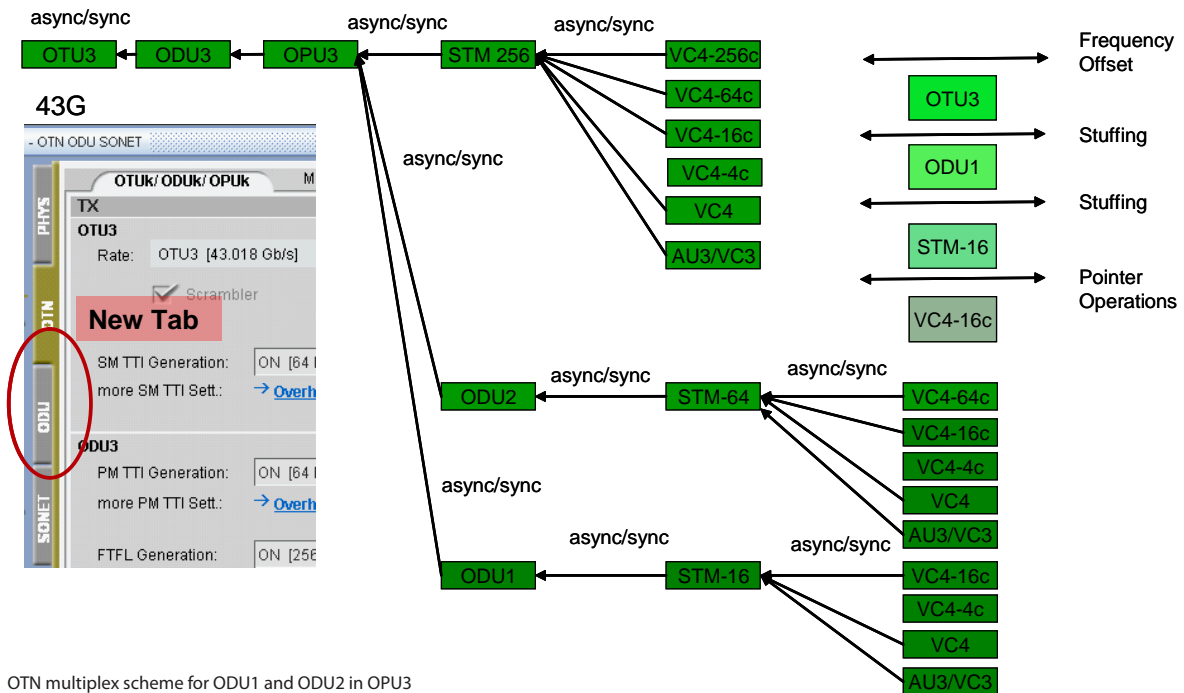 async/sync
async/sync
async/sync
OTU3
ODU3
OPU3
STM 256
VC4-256c
VC4-64c
VC4-16c
VC4-4c
VC4
AU3/VC3
async/sync
Frequency
Offset
OTU3
Stuffing
ODU1
Stuffing
STM-16
Pointer
Operations
VC4-16c
43G
- OTN ODU SONET
PHYS
OTN
ODU
SONET
OTUk/ ODUk/ OPUk
M
TX
OTU3
Rate: OTU3 [43.018 Gb/s]
Scrambler
New Tab
SM TTI Generation: ON [64
more SM TTI Sett.: → Overh
ODU3
PM TTI Generation: ON [64
more PM TTI Sett.: → Overh
FTFL Generation: ON [256
async/sync
async/sync
ODU2
STM-64
VC4-64c
VC4-16c
VC4-4c
VC4
AU3/VC3
async/sync
async/sync
async/sync
ODU1
STM-16
VC4-16c
VC4-4c
VC4
AU3/VC3
OTN multiplex scheme for ODU1 and ODU2 in OPU3